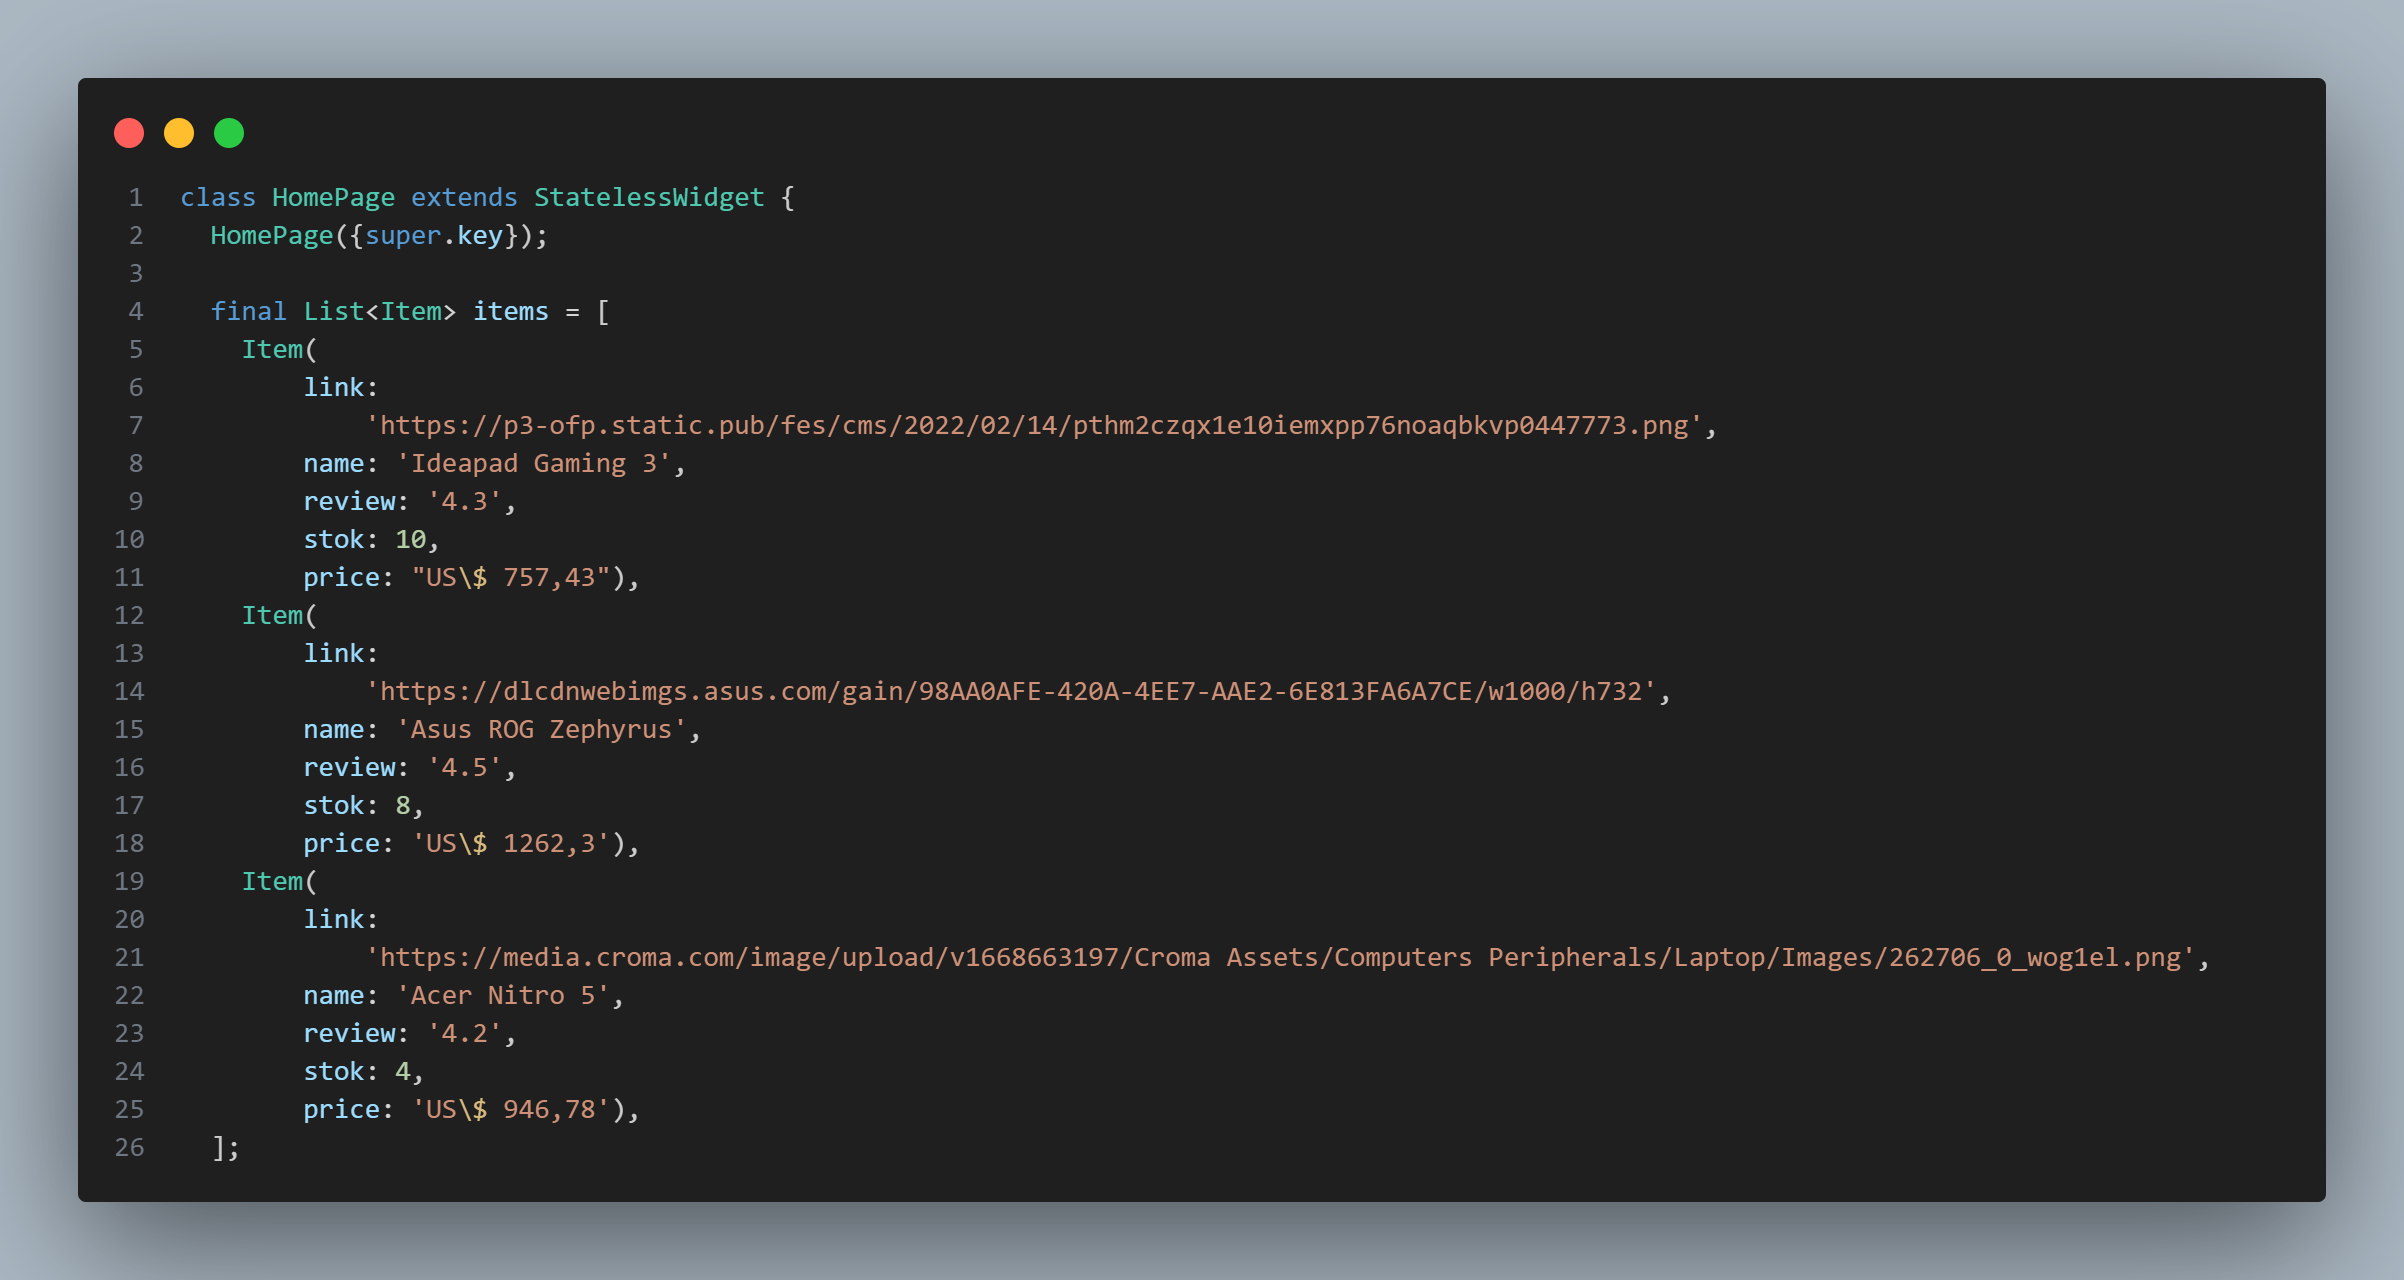 1 class HomePage extends StatelessWidget {
2 HomePage({super.key});
3
4 final List<Item> items = [
5 Item(
6 link:
7 'https://p3-ofp.static.pub/fes/cms/2022/02/14/pthm2czqx1e10iemxpp76noaqbkvp0447773.png',
8 name: 'Ideapad Gaming 3',
9 review: '4.3',
10 stok: 10,
11 price: "US\$ 757,43"),
12 Item(
13 link:
14 'https://dlcdnwebimgs.asus.com/gain/98AA0AFE-420A-4EE7-AAE2-6E813FA6A7CE/w1000/h732',
15 name: 'Asus ROG Zephyrus',
16 review: '4.5',
17 stok: 8,
18 price: 'US\$ 1262,3'),
19 Item(
20 link:
21 'https://media.croma.com/image/upload/v1668663197/Croma Assets/Computers Peripherals/Laptop/Images/262706_0_wog1el.png',
22 name: 'Acer Nitro 5',
23 review: '4.2',
24 stok: 4,
25 price: 'US\$ 946,78'),
26 ];